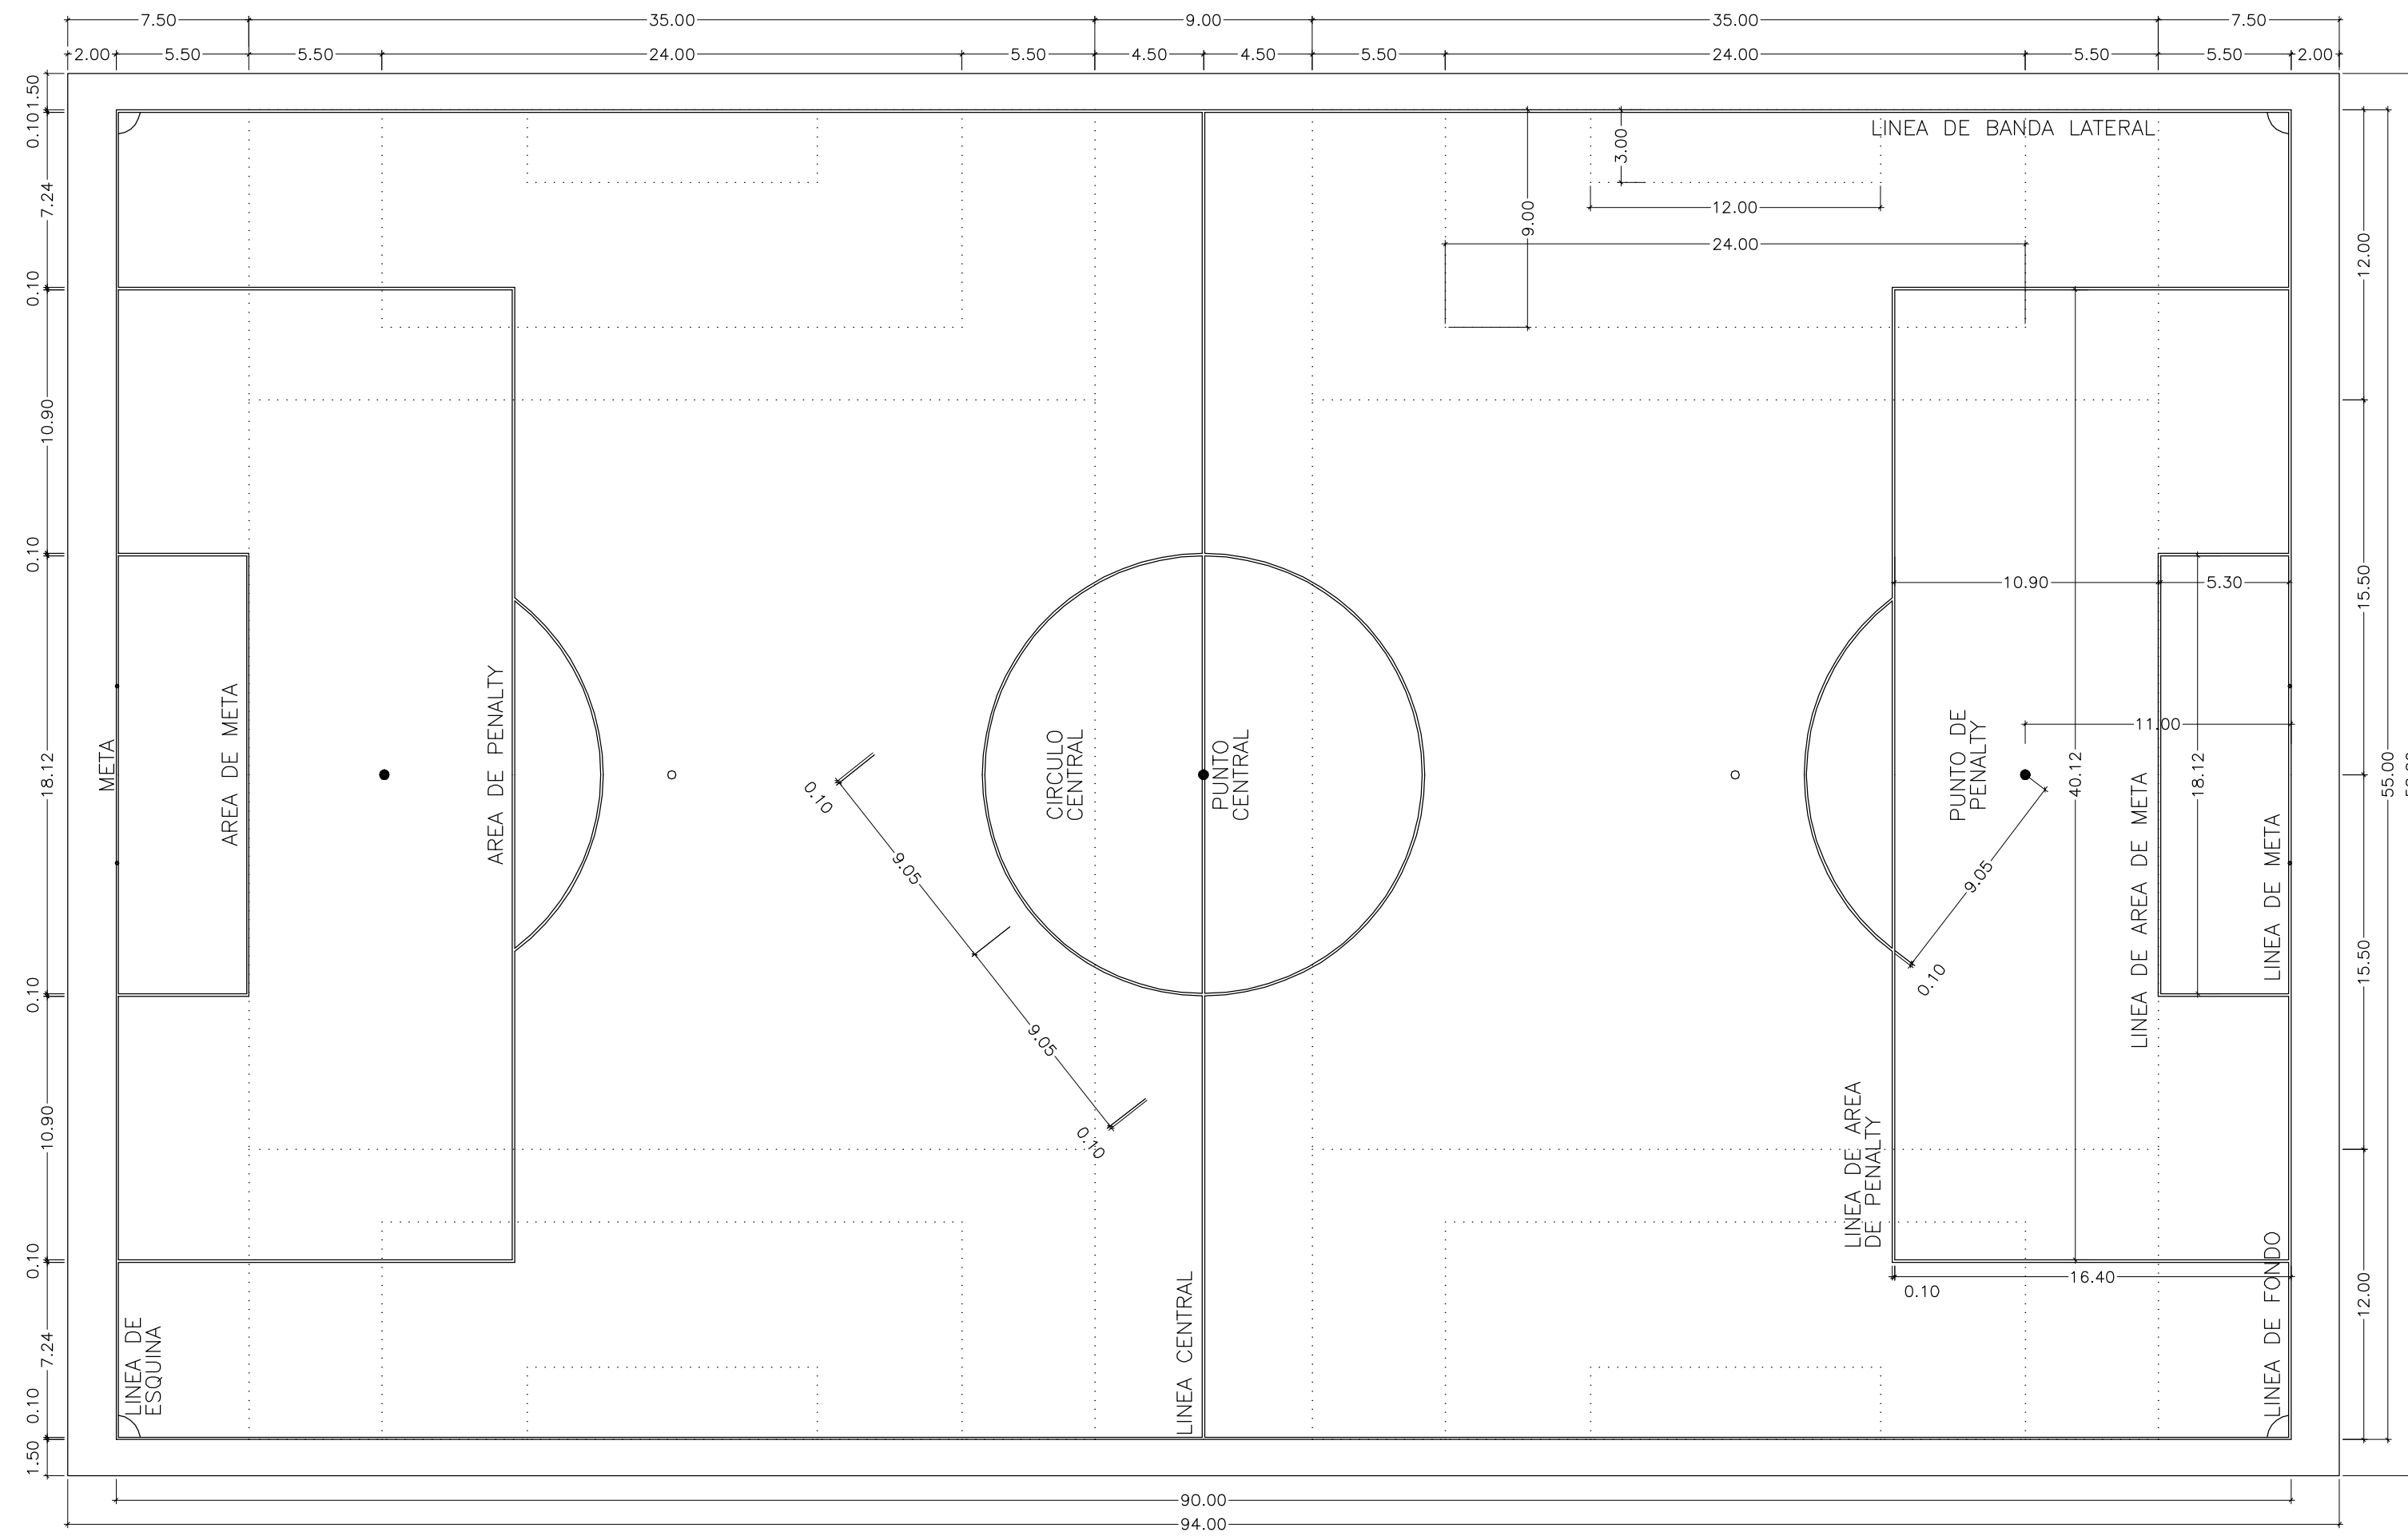 7.50 35.00 9.00 35.00 7.50
2.00 5.50 5.50 24.00 5.50 4.50 4.50 5.50 24.00 5.50 5.50 2.00
1.50
0.10
7.24
0.10
10.90
0.10
18.12
0.10
10.90
0.10
7.24
0.10
1.50
LINEA DE BANDA LATERAL
3.00
12.00
9.00
24.00
12.00
15.50
15.50
12.00
55.00
10.90 5.30
11.00
40.12
18.12
META
AREA DE META
AREA DE PENALTY
0.10
9.05
9.05
0.10
CIRCULO
CENTRAL
PUNTO
CENTRAL
PUNTO DE
PENALTY
9.05
0.10
LINEA DE AREA DE META
LINEA DE META
LINEA DE AREA
DE PENALTY
LINEA DE FONDO
16.40
0.10
LINEA DE
ESQUINA
LINEA CENTRAL
90.00
94.00